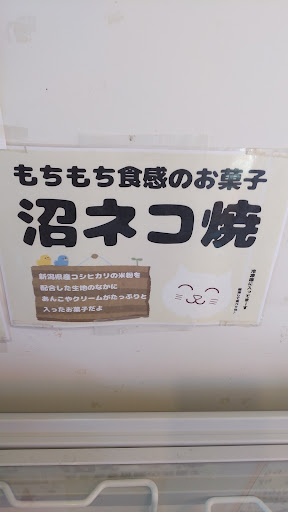 もちもち食感のお菓子
沼ネコ焼
新潟県産コシヒカリの米粉を
配合した生地のなかに
あんこやクリームがたっぷりと
入ったお菓子だよ